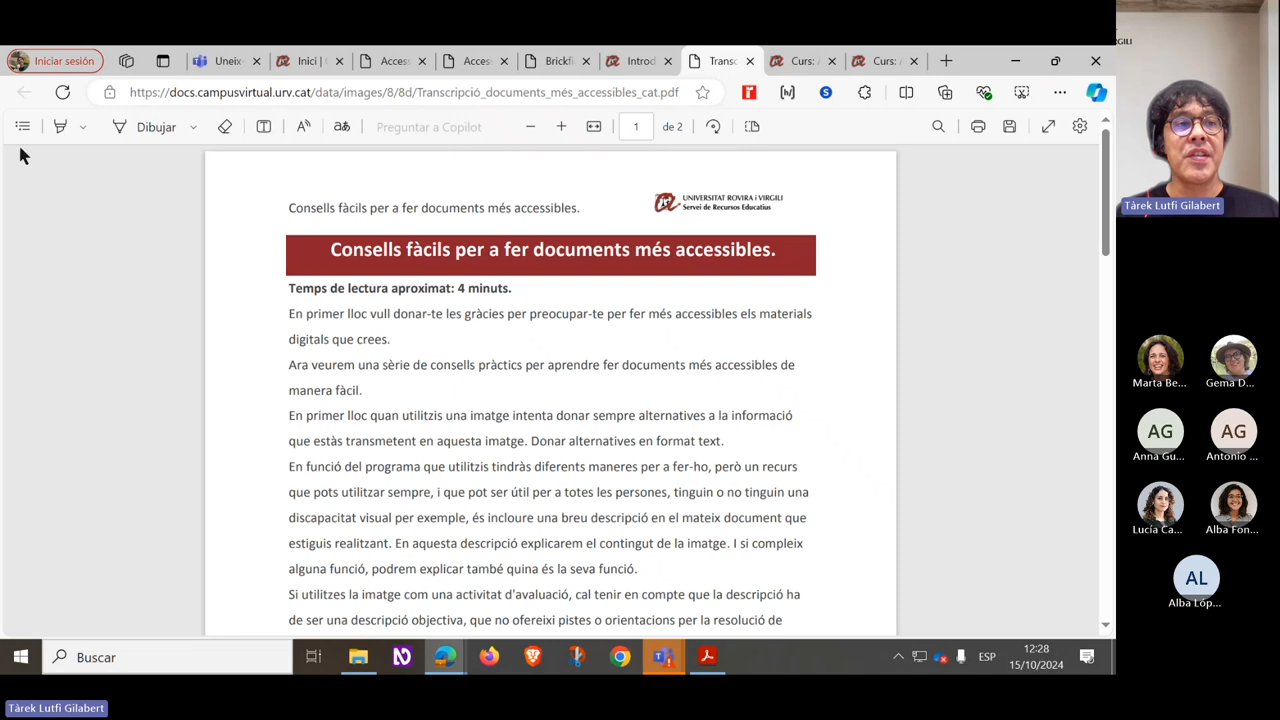 VIRGILI
Iniciar sesión
Uneix
Inici | (
Access
Acces
Brickfi
Introd
Transc
Curs: A
Curs: A
https://docs.campusvirtual.urv.cat/data/images/8/8d/Transcripció_documents_més_accessibles_cat.pdf
Dibujar
Preguntar a Copilot
1
de 2
Consells fàcils per a fer documents més accessibles.
UNIVERSITAT ROVIRA i VIRGILI
Servei de Recursos Educatius
Consells fàcils per a fer documents més accessibles.
Temps de lectura aproximat: 4 minuts.
En primer lloc vull donar-te les gràcies per preocupar-te per fer més accessibles els materials
digitals que crees.
Ara veurem una sèrie de consells pràctics per aprendre fer documents més accessibles de
manera fàcil.
En primer lloc quan utilitzis una imatge intenta donar sempre alternatives a la informació
que estàs transmetent en aquesta imatge. Donar alternatives en format text.
En funció del programa que utilitzis tindràs diferents maneres per a fer-ho, però un recurs
que pots utilitzar sempre, i que pot ser útil per a totes les persones, tinguin o no tinguin una
discapacitat visual per exemple, és incloure una breu descripció en el mateix document que
estiguis realitzant. En aquesta descripció explicarem el contingut de la imatge. I si compleix
alguna funció, podrem explicar també quina és la seva funció.
Si utilitzes la imatge com una activitat d'avaluació, cal tenir en compte que la descripció ha
de ser una descripció objectiva, que no ofereixi pistes o orientacions per la resolució de
Tàrek Lutfi Gilabert
Marta Be...
Gema D...
AG
AG
Anna Gu...
Antonio ...
Lucía Ca...
Alba Fon...
AL
Alba Lóp...
Buscar
ESP
12:28
15/10/2024
Tàrek Lutfi Gilabert